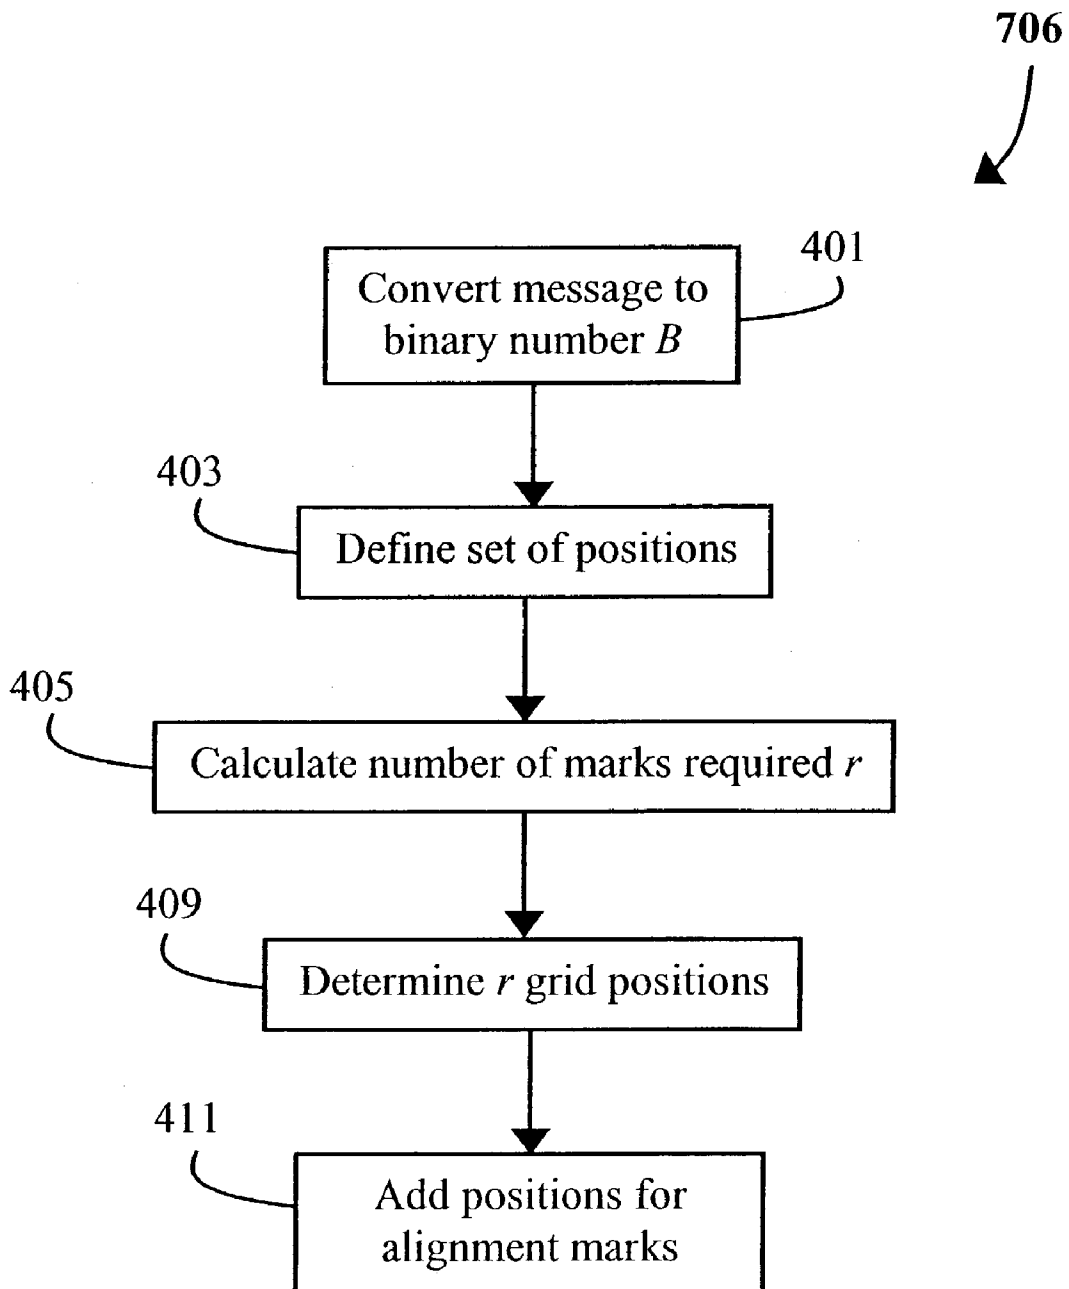 706
401
Convert message to
binary number B
403
Define set of positions
405
Calculate number of marks required r
409
Determine r grid positions
411
Add positions for
alignment marks